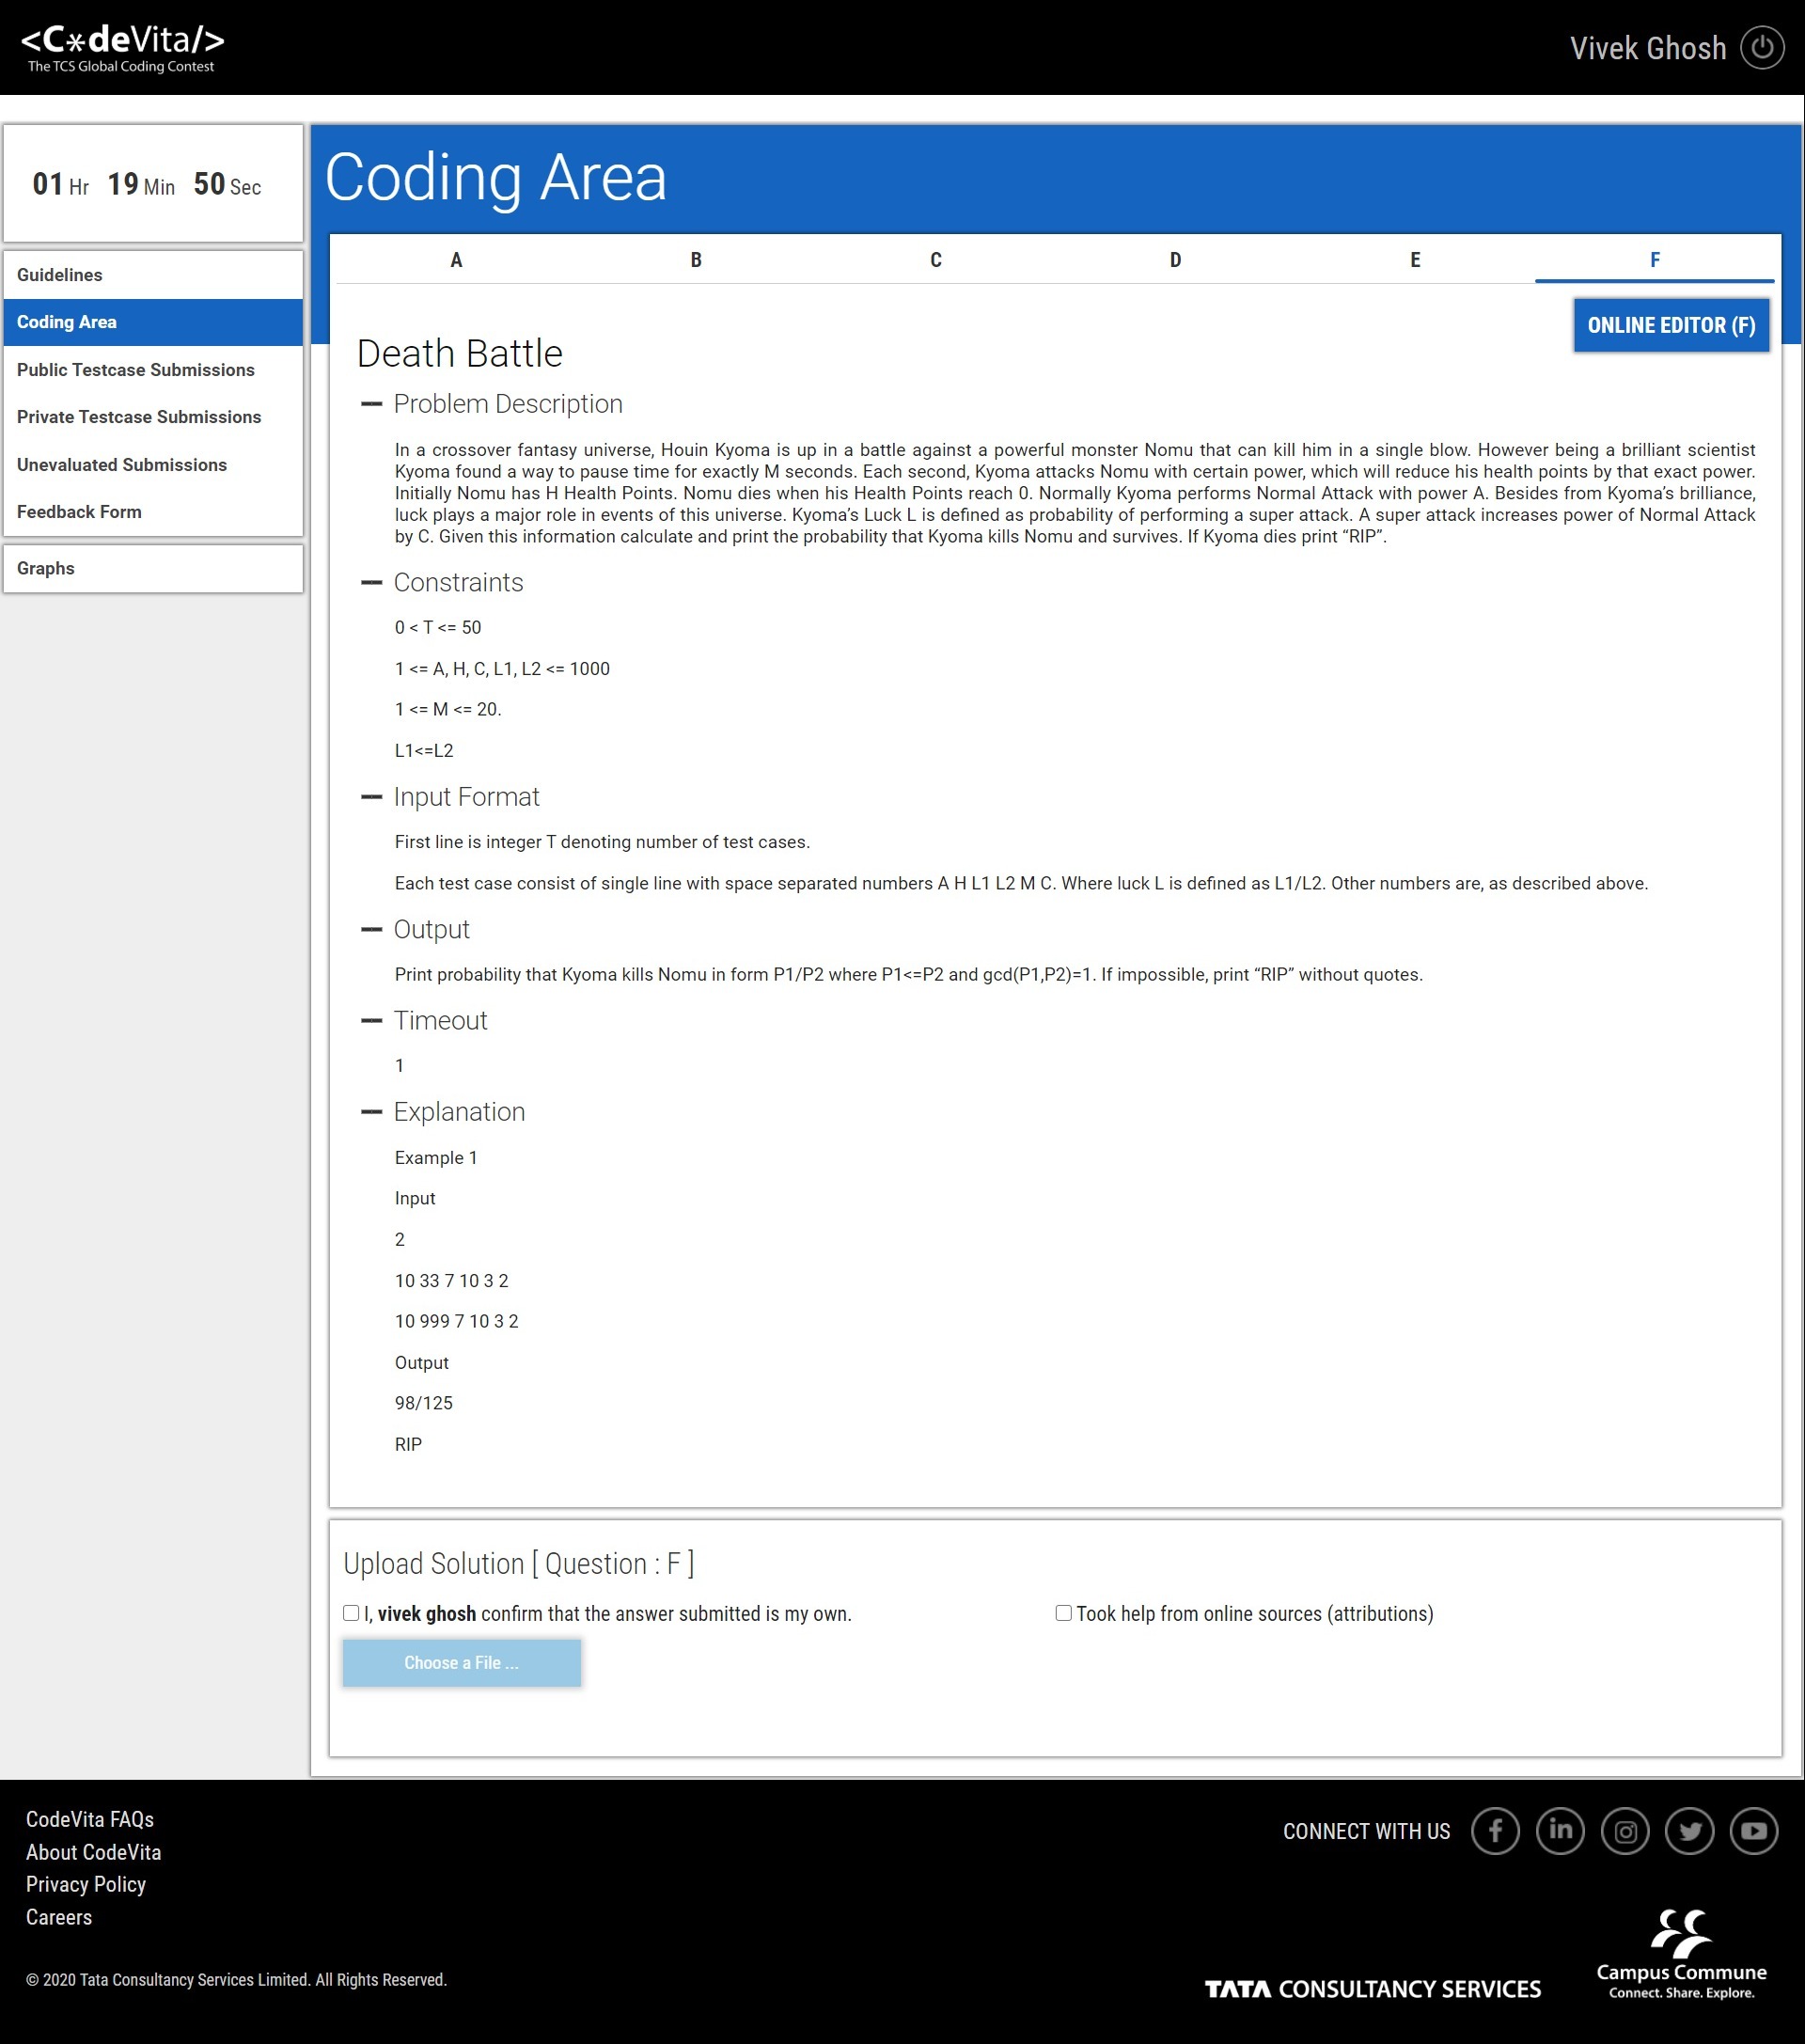 <C*deVita/>
The TCS Global Coding Contest
Vivek Ghosh
01 Hr 19 Min 50 Sec
Guidelines
Coding Area
Public Testcase Submissions
Private Testcase Submissions
Unevaluated Submissions
Feedback Form
Graphs
Coding Area
A B C D E F
ONLINE EDITOR (F)
Death Battle
Problem Description
In a crossover fantasy universe, Houin Kyoma is up in a battle against a powerful monster Nomu that can kill him in a single blow. However being a brilliant scientist
Kyoma found a way to pause time for exactly M seconds. Each second, Kyoma attacks Nomu with certain power, which will reduce his health points by that exact power.
Initially Nomu has H Health Points. Nomu dies when his Health Points reach 0. Normally Kyoma performs Normal Attack with power A. Besides from Kyoma’s brilliance,
luck plays a major role in events of this universe. Kyoma’s Luck L is defined as probability of performing a super attack. A super attack increases power of Normal Attack
by C. Given this information calculate and print the probability that Kyoma kills Nomu and survives. If Kyoma dies print “RIP”.
Constraints
0 < T <= 50
1 <= A, H, C, L1, L2 <= 1000
1 <= M <= 20.
L1<=L2
Input Format
First line is integer T denoting number of test cases.
Each test case consist of single line with space separated numbers A H L1 L2 M C. Where luck L is defined as L1/L2. Other numbers are, as described above.
Output
Print probability that Kyoma kills Nomu in form P1/P2 where P1<=P2 and gcd(P1,P2)=1. If impossible, print “RIP” without quotes.
Timeout
1
Explanation
Example 1
Input
2
10 33 7 10 3 2
10 999 7 10 3 2
Output
98/125
RIP
Upload Solution [ Question : F ]
I, vivek ghosh confirm that the answer submitted is my own.
Took help from online sources (attributions)
Choose a File ...
CodeVita FAQs
About CodeVita
Privacy Policy
Careers
© 2020 Tata Consultancy Services Limited. All Rights Reserved.
CONNECT WITH US
TATA CONSULTANCY SERVICES
Campus Commune
Connect. Share. Explore.